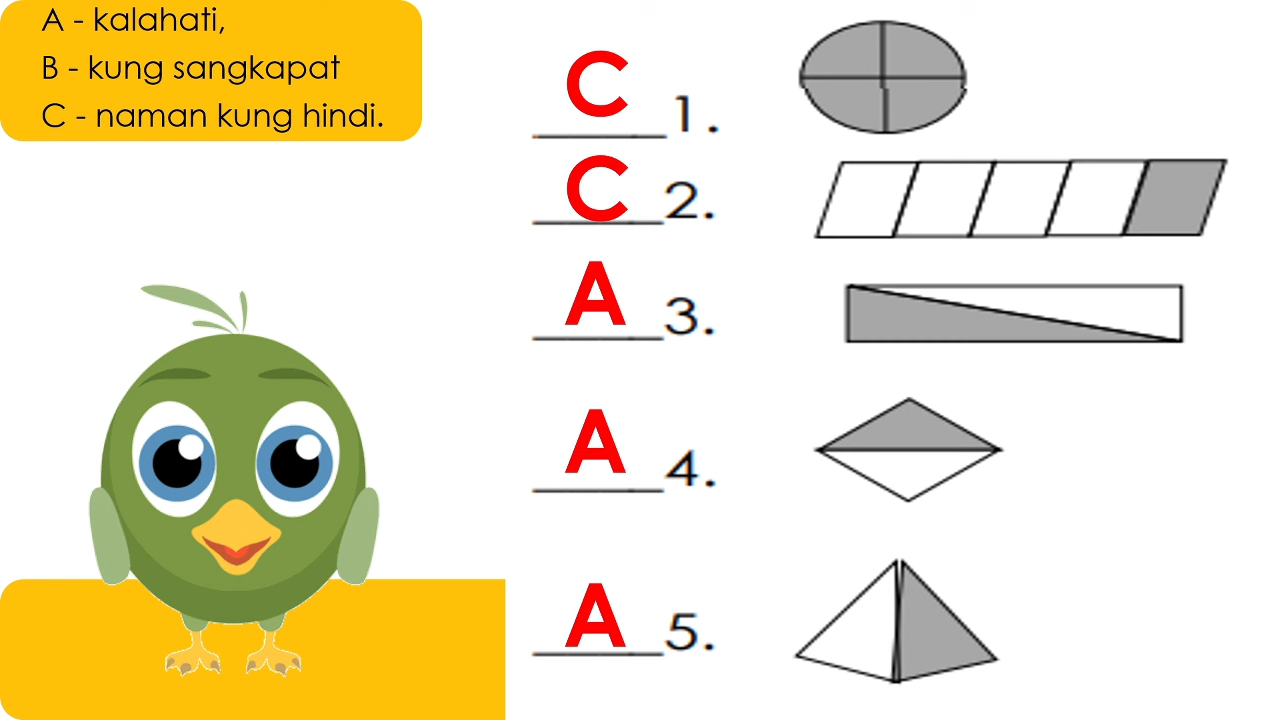 A - kalahati,
B - kung sangkapat
C - naman kung hindi.
C 1.
C 2.
A 3.
A 4.
A 5.